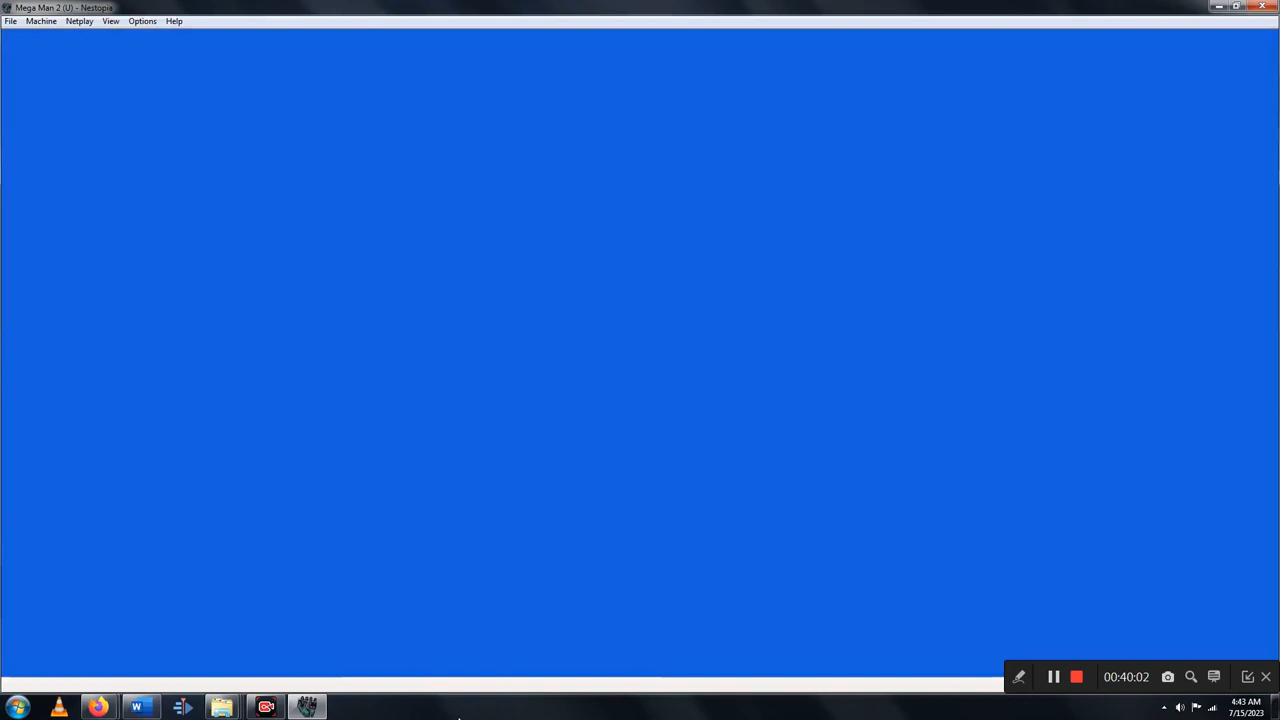 Mega Man 2 (U) - Nestopia
File Machine Netplay View Options Help
00:40:02
4:43 AM
7/15/2023